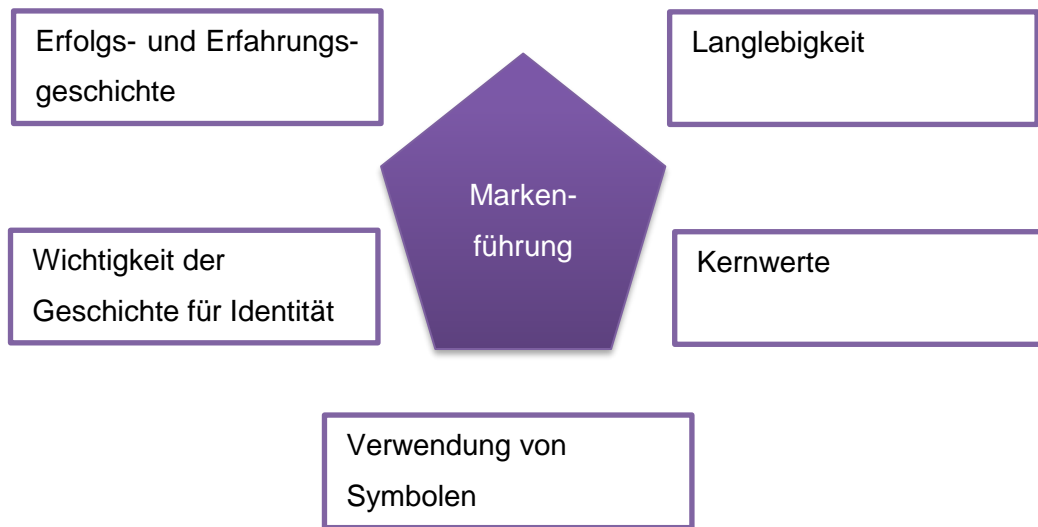 Erfolgs- und Erfahrungs-
geschichte
Langlebigkeit
Marken-
führung
Wichtigkeit der
Geschichte für Identität
Kernwerte
Verwendung von
Symbolen